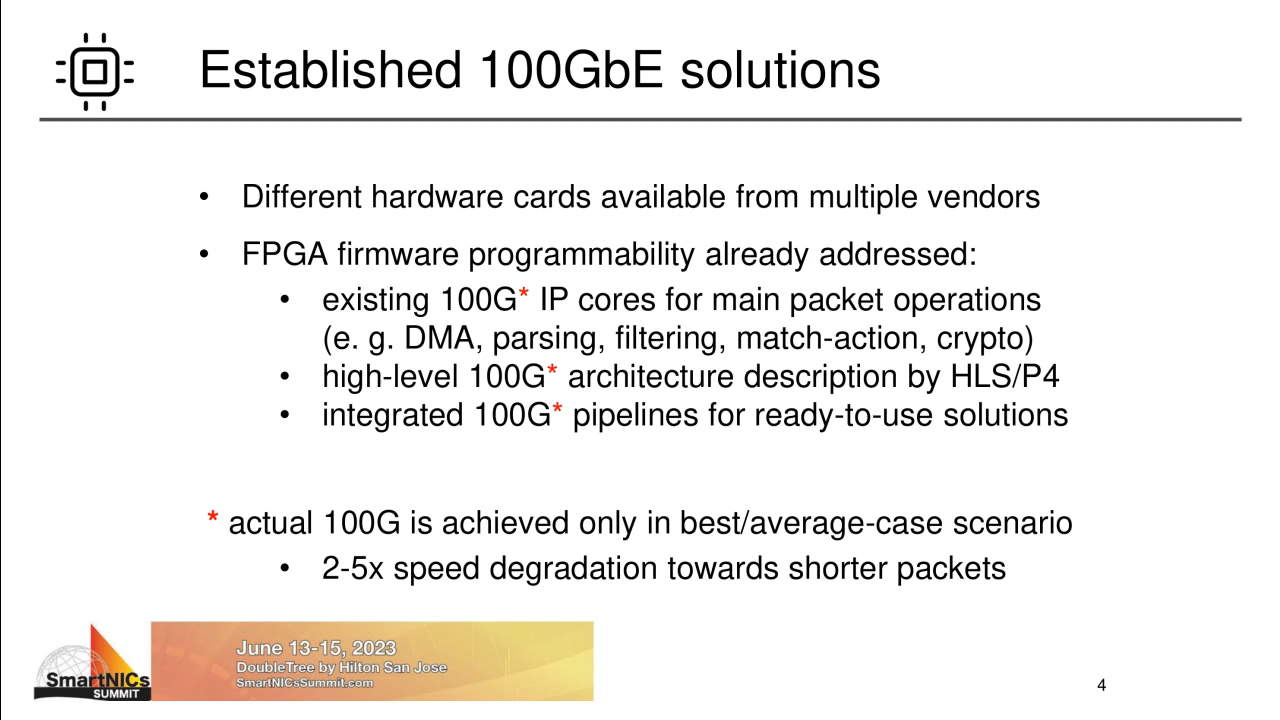 Established 100GbE solutions
• Different hardware cards available from multiple vendors
• FPGA firmware programmability already addressed:
• existing 100G* IP cores for main packet operations
(e. g. DMA, parsing, filtering, match-action, crypto)
• high-level 100G* architecture description by HLS/P4
• integrated 100G* pipelines for ready-to-use solutions
* actual 100G is achieved only in best/average-case scenario
• 2-5x speed degradation towards shorter packets
SmartNICs
SUMMIT
June 13-15, 2023
DoubleTree by Hilton San Jose
SmartNICsSummit.com
4